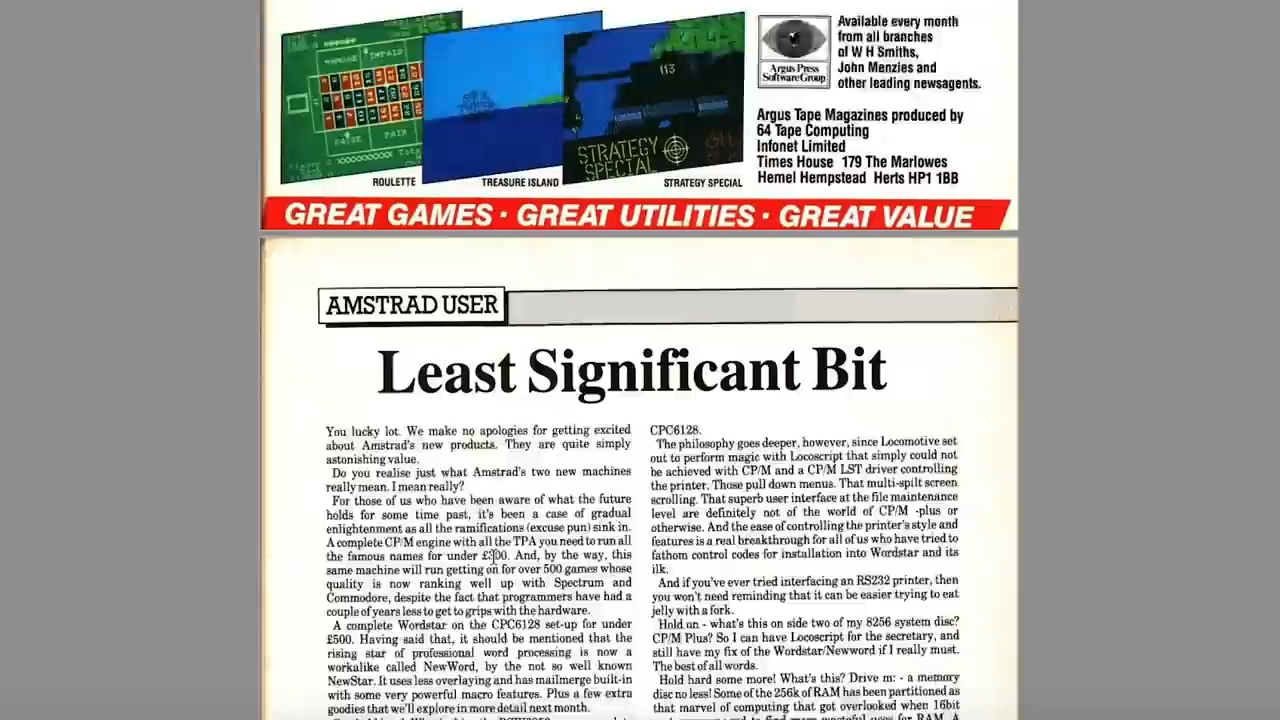 MANQUE IMPAIR
PASSE PAIR
113
STRATEGY
SPECIAL
ROULETTE
TREASURE ISLAND
STRATEGY SPECIAL
Argus Press
Software Group
Available every month
from all branches
of W H Smiths,
John Menzies and
other leading newsagents.
Argus Tape Magazines produced by
64 Tape Computing
Infonet Limited
Times House 179 The Marlowes
Hemel Hempstead Herts HP1 1BB
GREAT GAMES · GREAT UTILITIES · GREAT VALUE
AMSTRAD USER
Least Significant Bit
You lucky lot. We make no apologies for getting excited
about Amstrad's new products. They are quite simply
astonishing value.
Do you realise just what Amstrad's two new machines
really mean. I mean really?
For those of us who have been aware of what the future
holds for some time past, it's been a case of gradual
enlightenment as all the ramifications (excuse pun) sink in.
A complete CP/M engine with all the TPA you need to run all
the famous names for under £300. And, by the way, this
same machine will run getting on for over 500 games whose
quality is now ranking well up with Spectrum and
Commodore, despite the fact that programmers have had a
couple of years less to get to grips with the hardware.
A complete Wordstar on the CPC6128 set-up for under
£500. Having said that, it should be mentioned that the
rising star of professional word processing is now a
workalike called NewWord, by the not so well known
NewStar. It uses less overlaying and has mailmerge built-in
with some very powerful macro features. Plus a few extra
goodies that we'll explore in more detail next month.
CPC6128.
The philosophy goes deeper, however, since Locomotive set
out to perform magic with Locoscript that simply could not
be achieved with CP/M and a CP/M LST driver controlling
the printer. Those pull down menus. That multi-spilt screen
scrolling. That superb user interface at the file maintenance
level are definitely not of the world of CP/M -plus or
otherwise. And the ease of controlling the printer's style and
features is a real breakthrough for all of us who have tried to
fathom control codes for installation into Wordstar and its
ilk.
And if you've ever tried interfacing an RS232 printer, then
you won't need reminding that it can be easier trying to eat
jelly with a fork.
Hold on - what's this on side two of my 8256 system disc?
CP/M Plus? So I can have Locoscript for the secretary, and
still have my fix of the Wordstar/Newword if I really must.
The best of all words.
Hold hard some more! What's this? Drive m: - a memory
disc no less! Some of the 256k of RAM has been partitioned as
that marvel of computing that got overlooked when 16bit